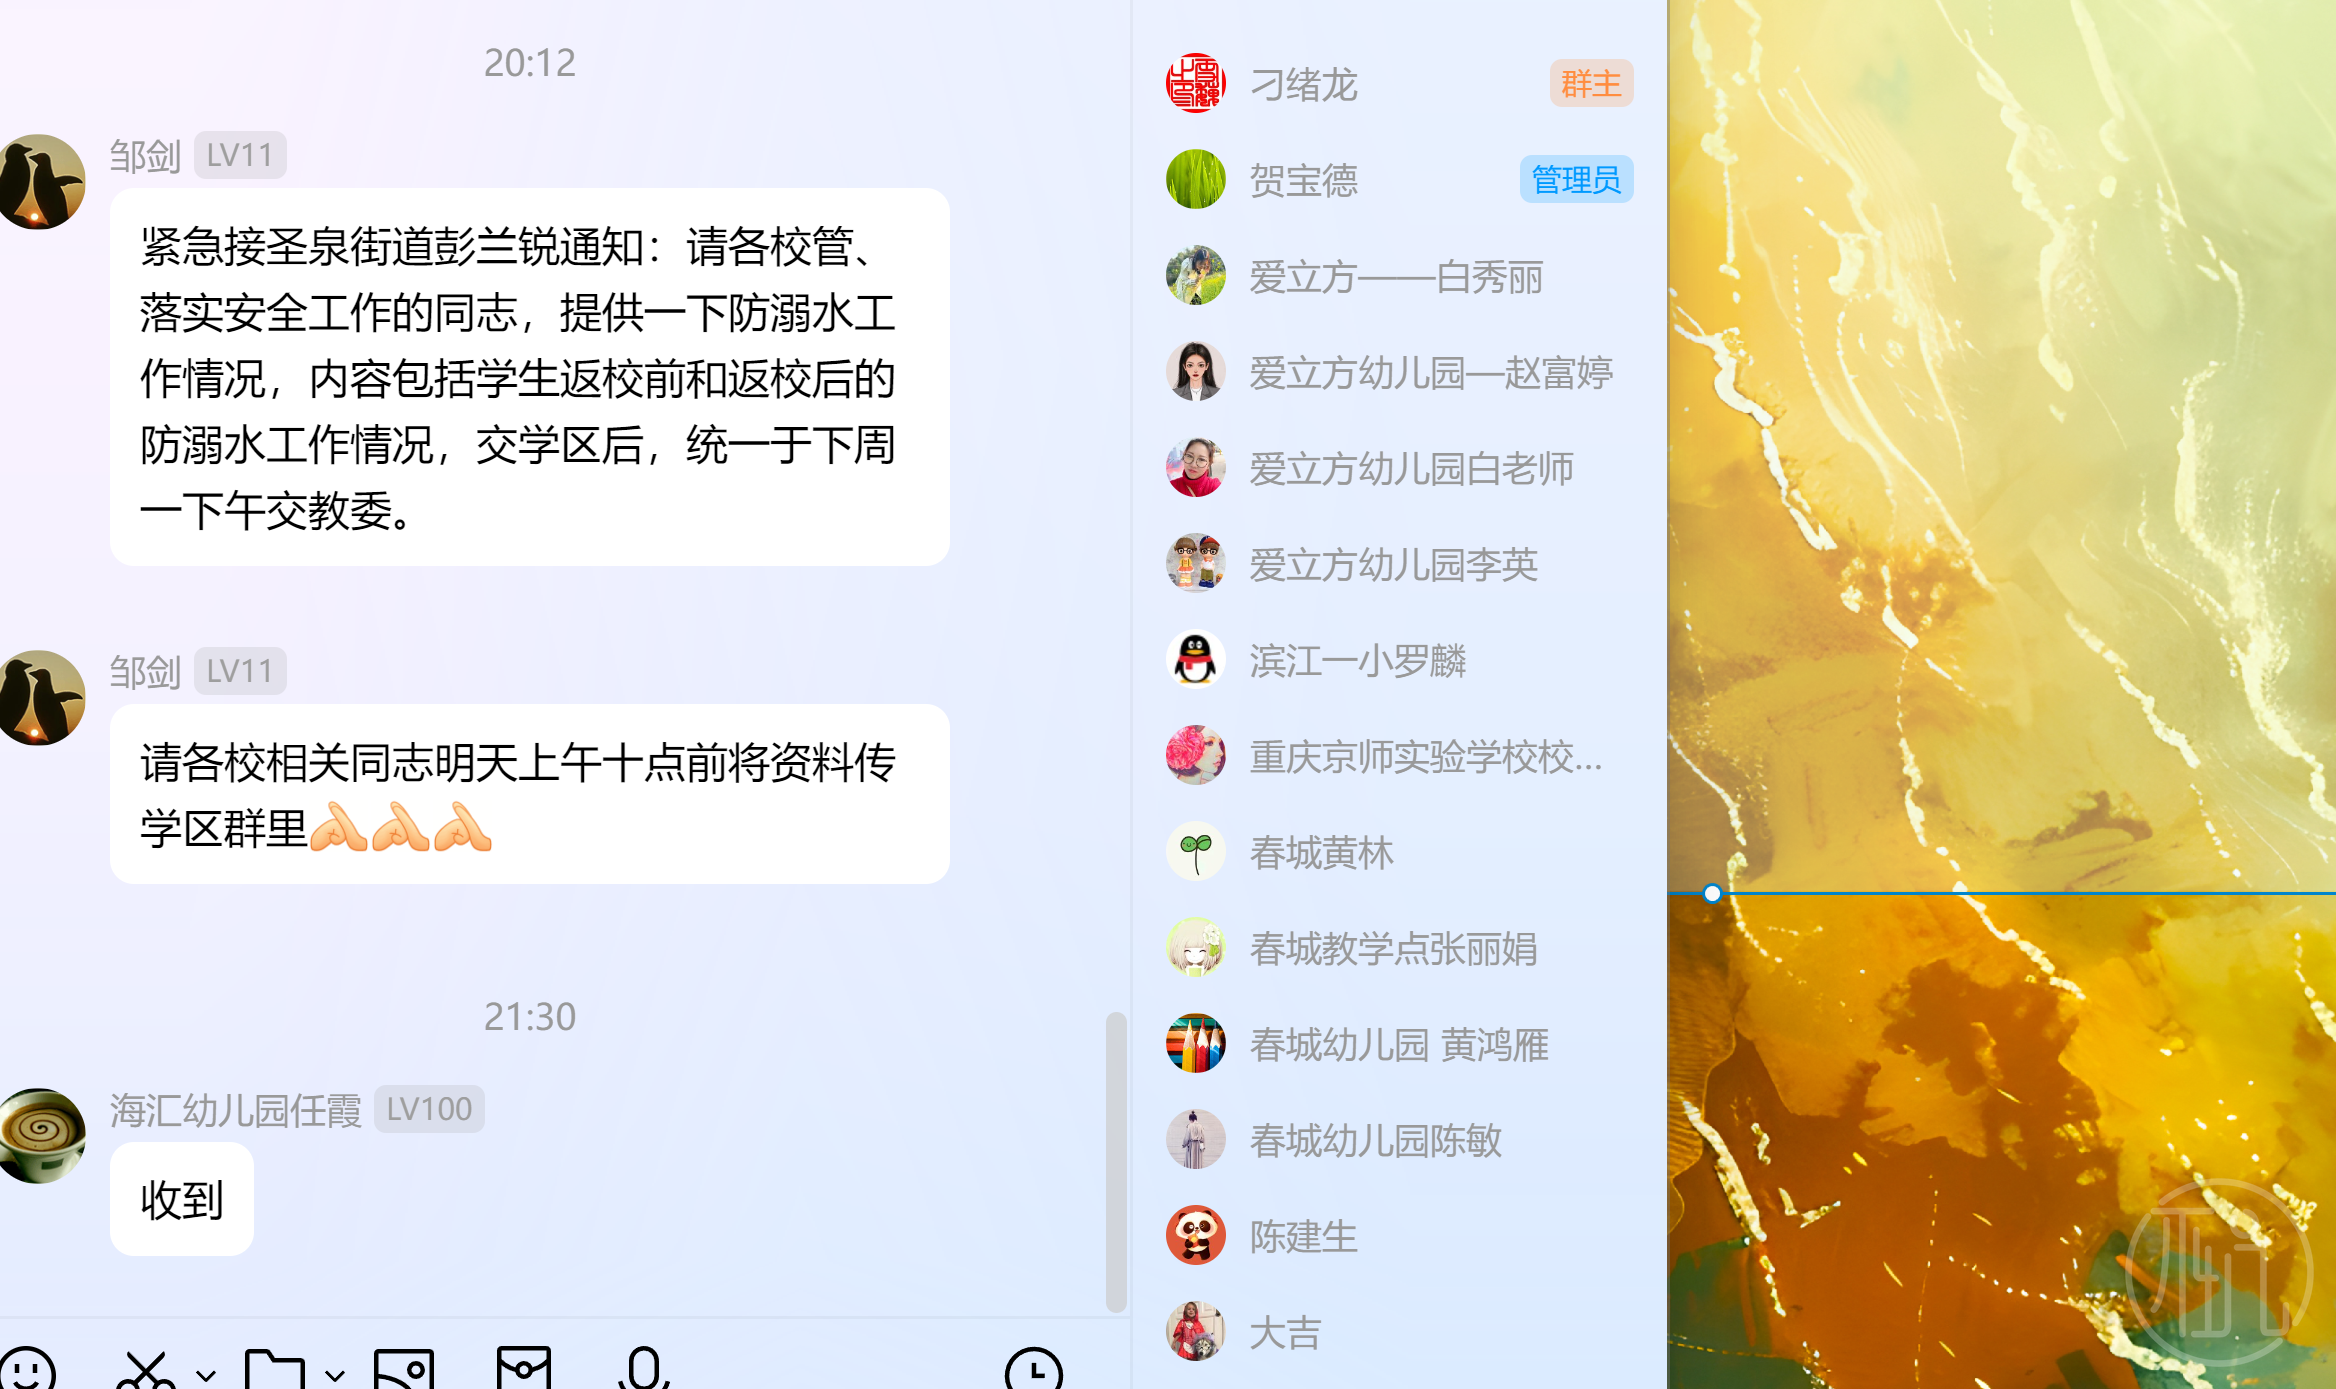 20:12
邹剑 LV11
紧急接圣泉街道彭兰锐通知：请各校管、
落实安全工作的同志，提供一下防溺水工
作情况，内容包括学生返校前和返校后的
防溺水工作情况，交学区后，统一于下周
一下午交教委。
邹剑 LV11
请各校相关同志明天上午十点前将资料传
学区群里
21:30
海汇幼儿园任霞 LV100
收到
刁绪龙 群主
贺宝德 管理员
爱立方——白秀丽
爱立方幼儿园—赵富婷
爱立方幼儿园白老师
爱立方幼儿园李英
滨江一小罗麟
重庆京师实验学校校...
春城黄林
春城教学点张丽娟
春城幼儿园 黄鸿雁
春城幼儿园陈敏
陈建生
大吉